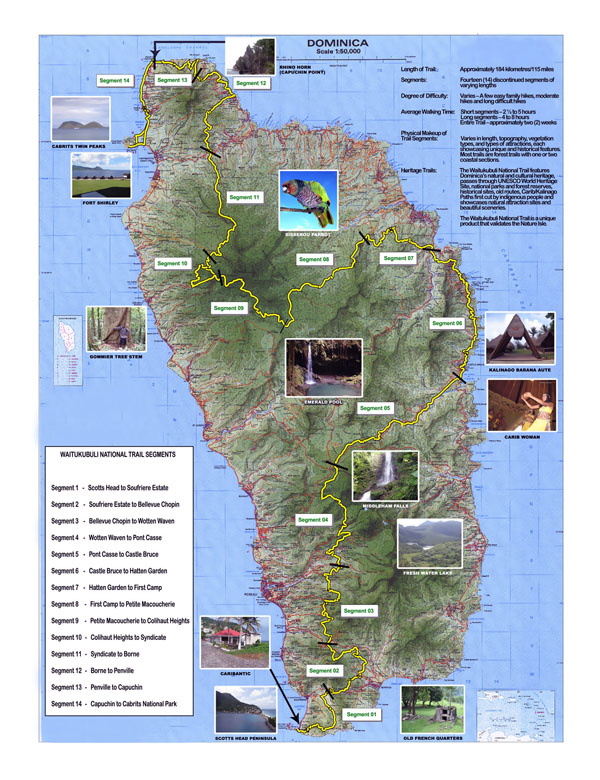 DOMINICA
Scale 1:50,000
Segment 14
Segment 13
Segment 12
RHINO HORN
(CAPUCHIN POINT)
Length of Trail: Approximately 184 kilometres/115 miles
Segments: Fourteen (14) discontinued segments of
varying lengths
Degree of Difficulty: Varies – A few easy family hikes, moderate
hikes and long difficult hikes
Average Walking Time: Short segments – 2 ½ to 5 hours
Long segments – 4 to 8 hours
Entire Trail – approximately two (2) weeks
Physical Makeup of
Trail Segments: Varies in length, topography, vegetation
types, and types of attractions, each
showcasing unique and historical features.
Most trails are forest trails with one or two
coastal sections.
Heritage Trails: The Waitukubuli National Trail features
Dominica's natural and cultural heritage,
passes through UNESCO World Heritage
Site, national parks and forest reserves,
historical sites, old routes, Carib/Kalinago
Paths first cut by indigenous people and
showcases natural attraction sites and
beautiful sceneries.
The Waitukubuli National Trail is a unique
product that validates the Nature Isle.
CABRITS TWIN PEAKS
FORT SHIRLEY
Segment 11
SISSEROU PARROT
Segment 10
Segment 08
Segment 07
Segment 09
Segment 06
GOMMIER TREE STEM
KALINAGO BARANA AUTE
EMERALD POOL
Segment 05
CARIB WOMAN
MIDDLEHAM FALLS
Segment 04
FRESH WATER LAKE
Segment 03
CARIBANTIC
Segment 02
Segment 01
SCOTTS HEAD PENINSULA
OLD FRENCH QUARTERS
WAITUKUBULI NATIONAL TRAIL SEGMENTS
Segment 1 - Scotts Head to Soufriere Estate
Segment 2 - Soufriere Estate to Bellevue Chopin
Segment 3 - Bellevue Chopin to Wotten Waven
Segment 4 - Wotten Waven to Pont Casse
Segment 5 - Pont Casse to Castle Bruce
Segment 6 - Castle Bruce to Hatten Garden
Segment 7 - Hatten Garden to First Camp
Segment 8 - First Camp to Petite Macoucherie
Segment 9 - Petite Macoucherie to Colihaut Heights
Segment 10 - Colihaut Heights to Syndicate
Segment 11 - Syndicate to Borne
Segment 12 - Borne to Penville
Segment 13 - Penville to Capuchin
Segment 14 - Capuchin to Cabrits National Park